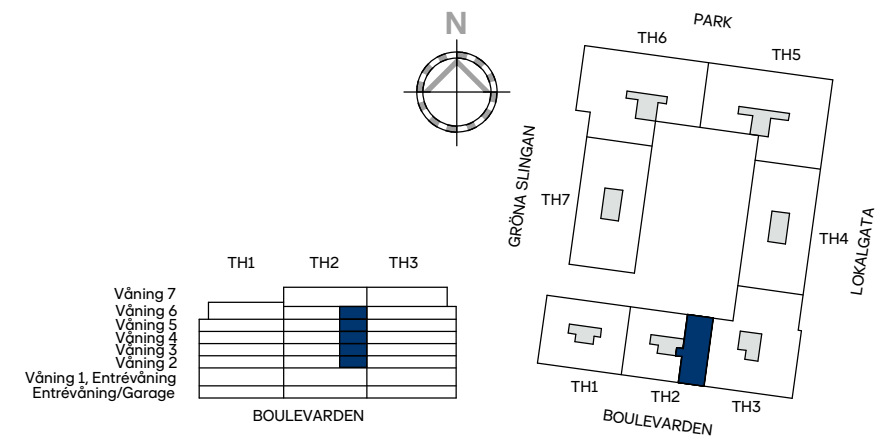 N
PARK
TH6
TH5
GRÖNA SLINGAN
TH7
TH4
LOKALGATA
TH1
TH2
TH3
BOULEVARDEN
TH1
TH2
TH3
Våning 7
Våning 6
Våning 5
Våning 4
Våning 3
Våning 2
Våning 1, Entrévåning
Entrévåning/Garage
BOULEVARDEN